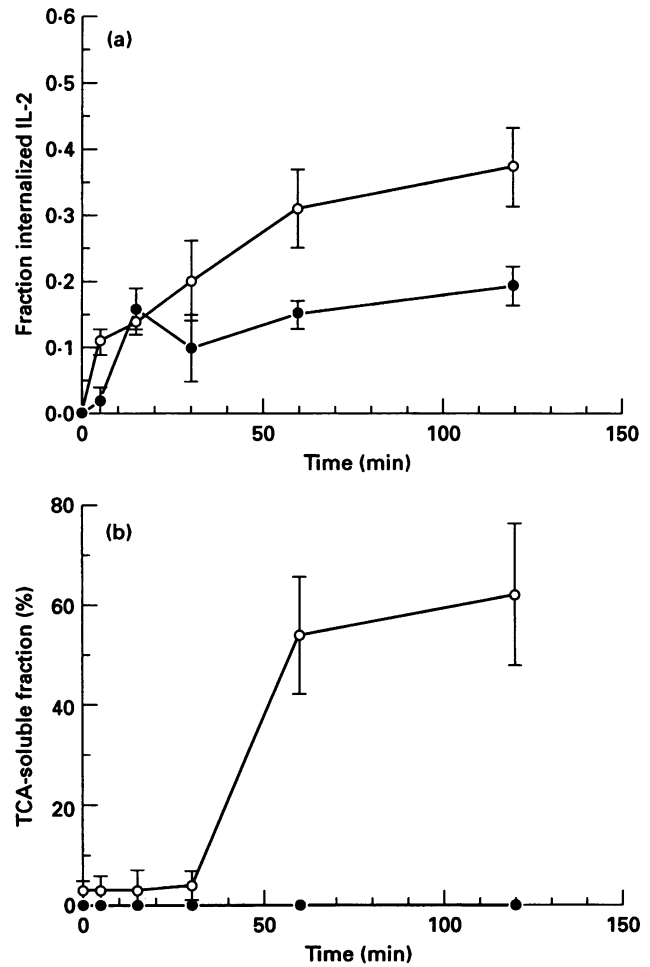 (a)
Fraction internalized IL-2
0·6
0·5
0·4
0·3
0·2
0·1
0·0
0 50 100 150
Time (min)
(b)
TCA-soluble fraction (%)
80
60
40
20
0
0 50 100 150
Time (min)